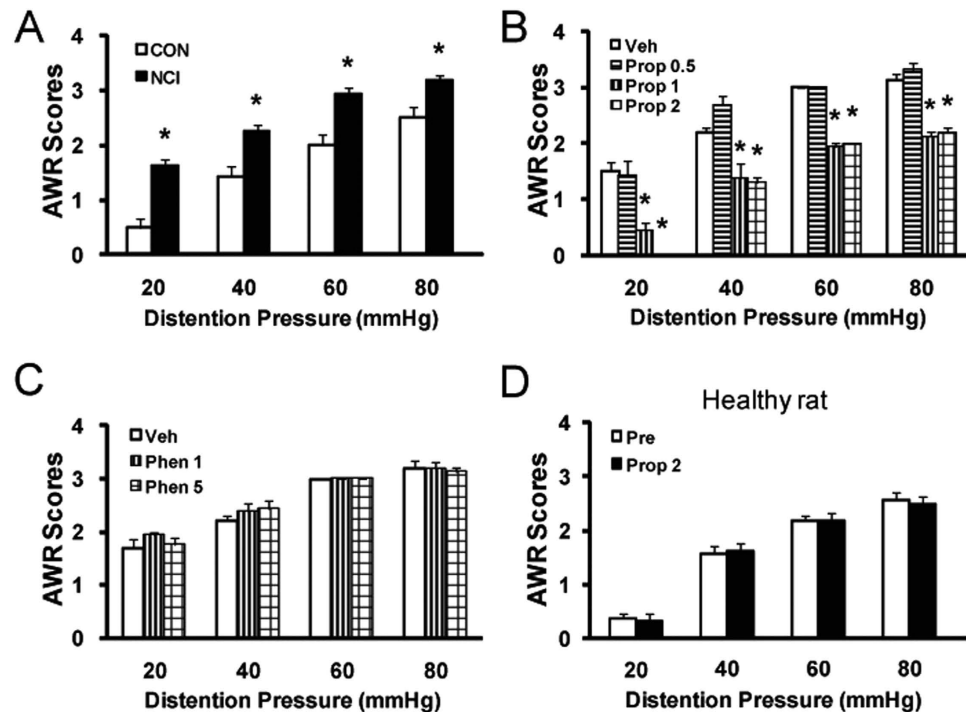 A
CON
NCI
AWR Scores
4
3
2
1
0
* * * *
20 40 60 80
Distention Pressure (mmHg)
B
Veh
Prop 0.5
Prop 1
Prop 2
AWR Scores
4
3
2
1
0
* * * * * * * *
20 40 60 80
Distention Pressure (mmHg)
C
Veh
Phen 1
Phen 5
AWR Scores
4
3
2
1
0
20 40 60 80
Distention Pressure (mmHg)
D
Healthy rat
Pre
Prop 2
AWR Scores
4
3
2
1
0
20 40 60 80
Distention Pressure (mmHg)